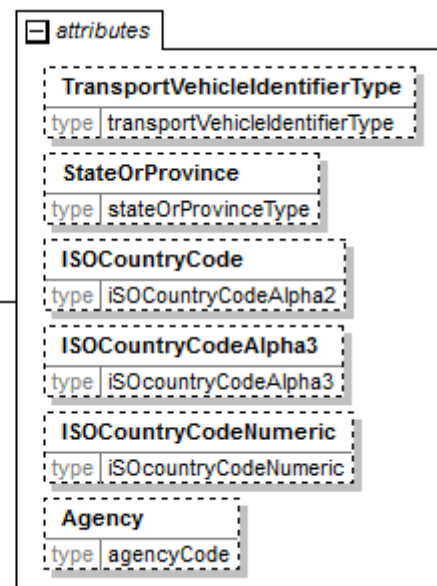 attributes
TransportVehicleIdentifierType
type transportVehicleIdentifierType
StateOrProvince
type stateOrProvinceType
ISOCountryCode
type iSOCountryCodeAlpha2
ISOCountryCodeAlpha3
type iSOcountryCodeAlpha3
ISOCountryCodeNumeric
type iSOcountryCodeNumeric
Agency
type agencyCode